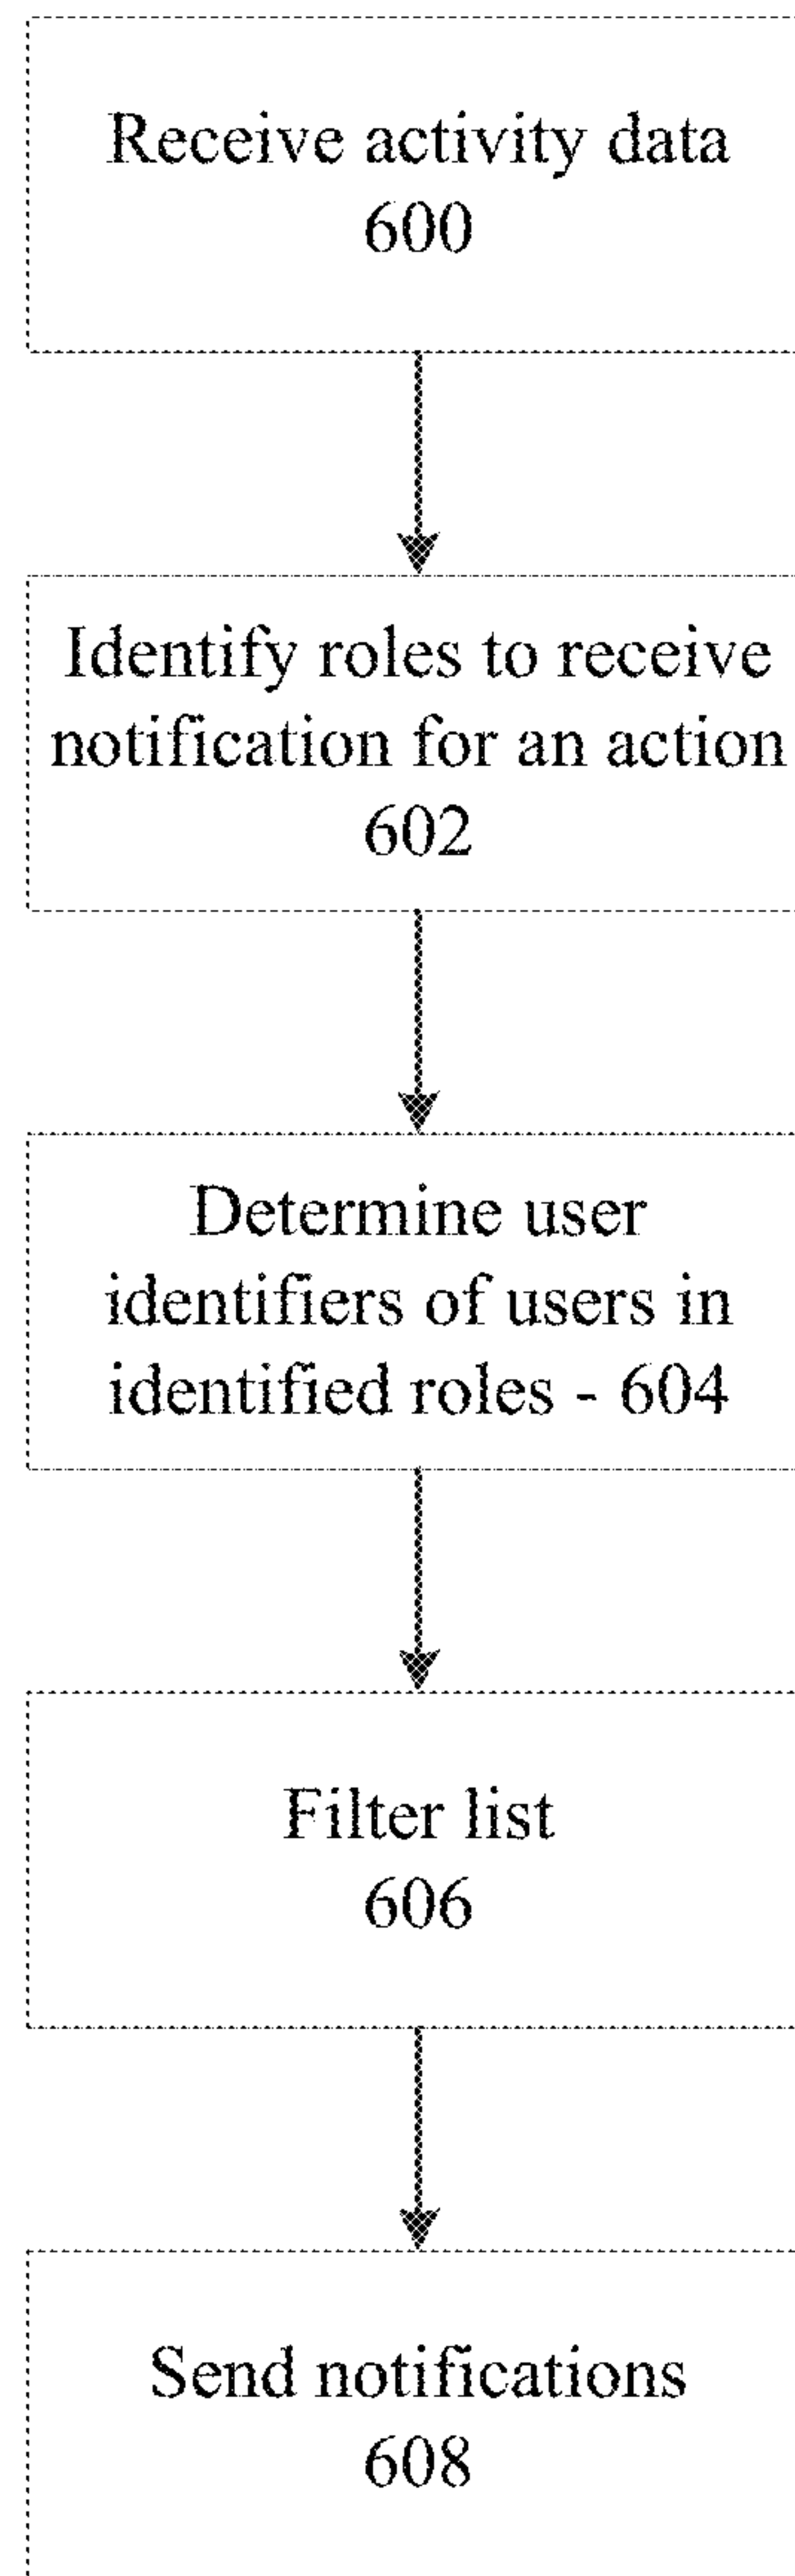 Receive activity data
600
Identify roles to receive
notification for an action
602
Determine user
identifiers of users in
identified roles - 604
Filter list
606
Send notifications
608